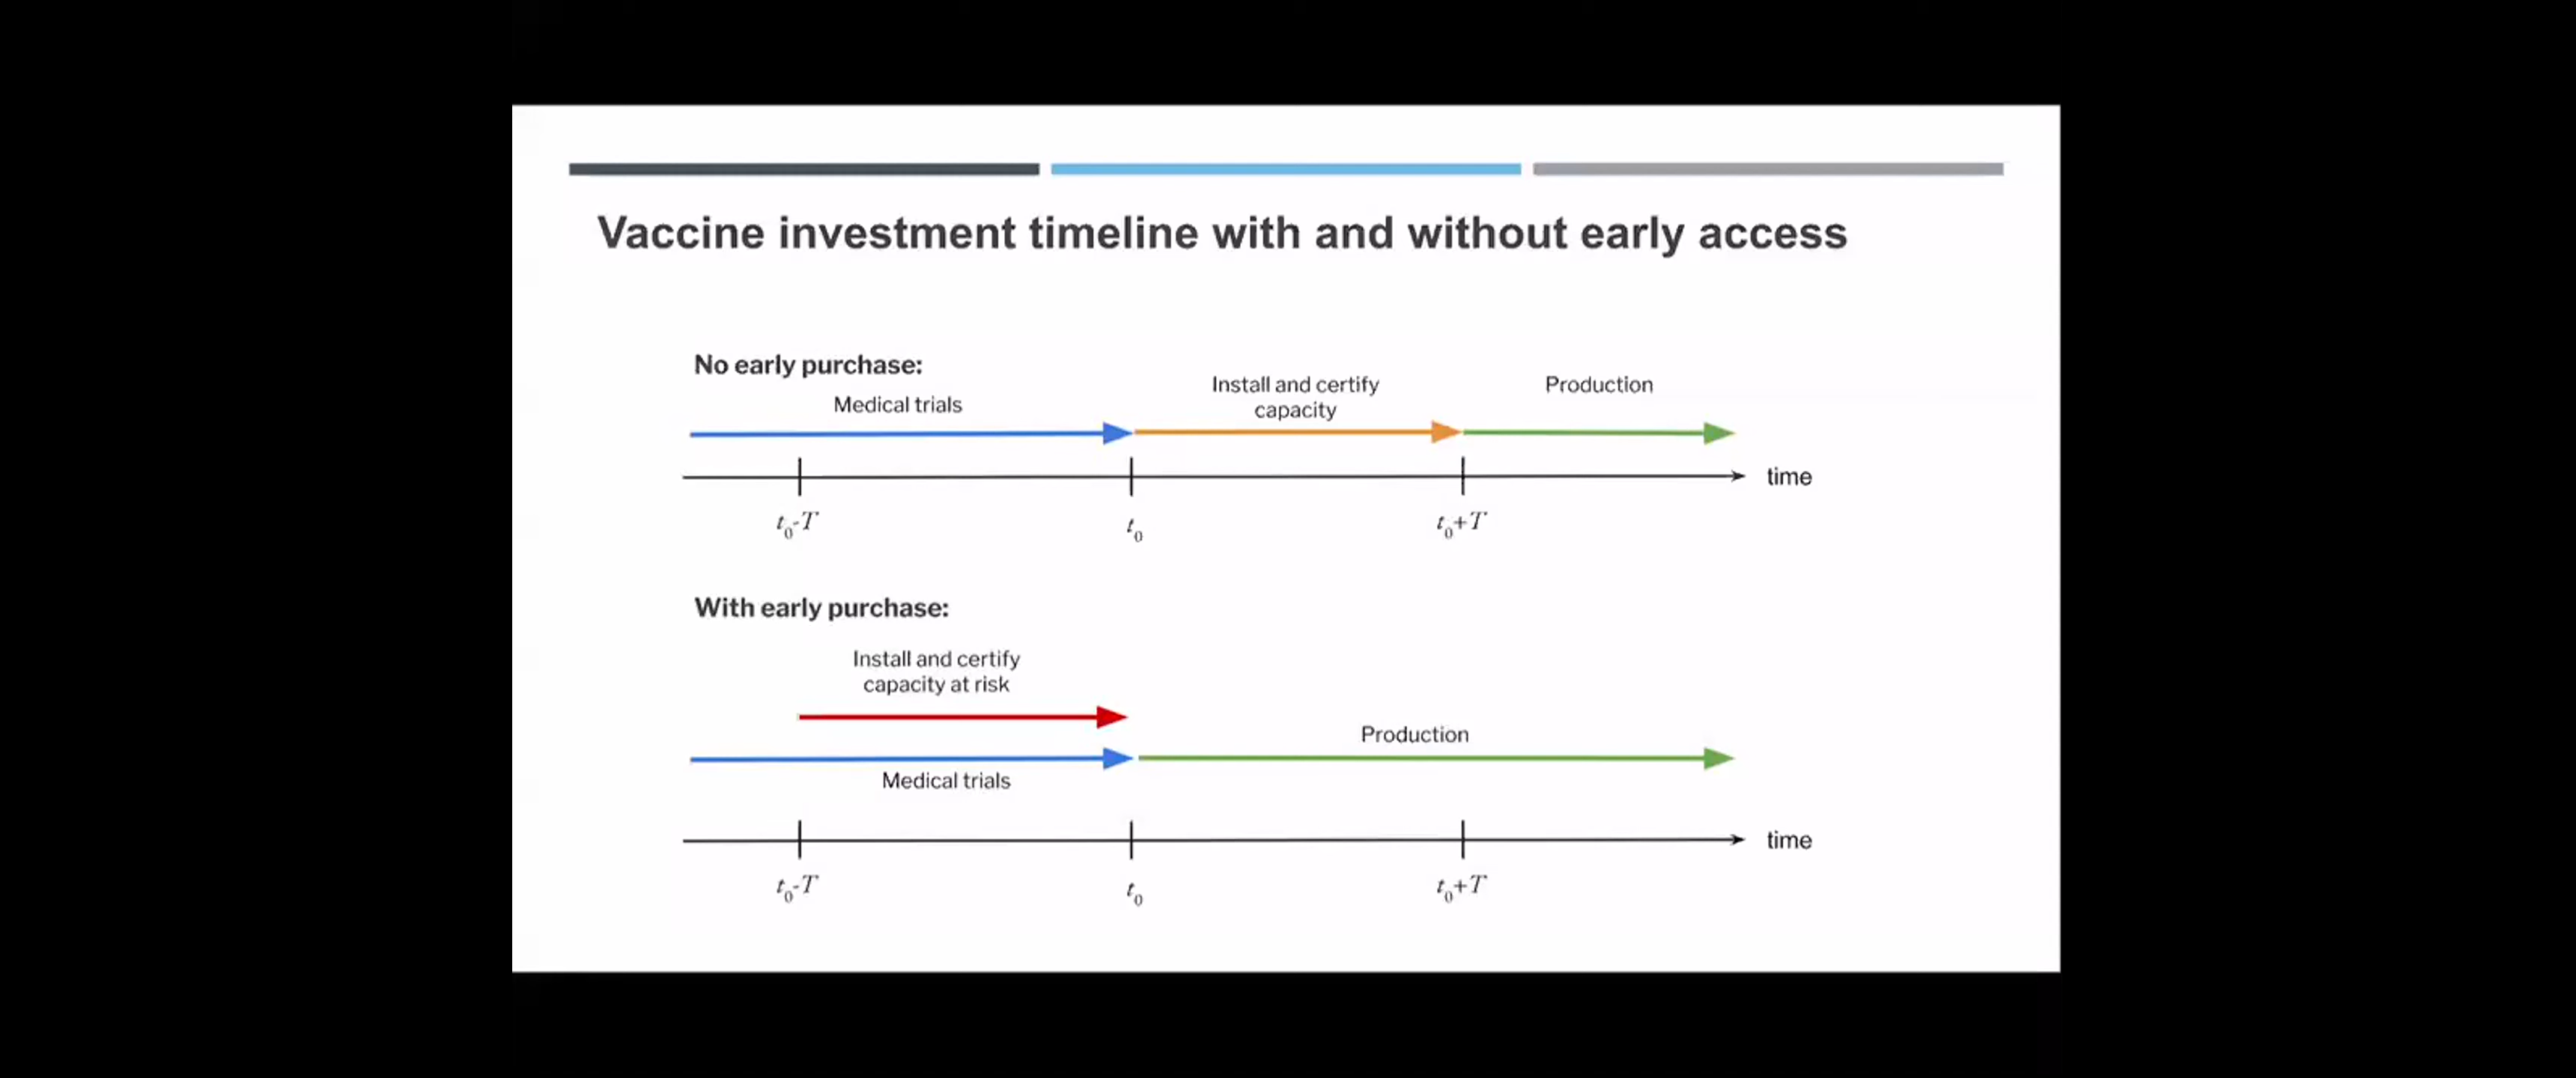 Vaccine investment timeline with and without early access
No early purchase:
Medical trials
Install and certify
capacity
Production
time
t₀-T
t₀
t₀+T
With early purchase:
Install and certify
capacity at risk
Production
Medical trials
time
t₀-T
t₀
t₀+T